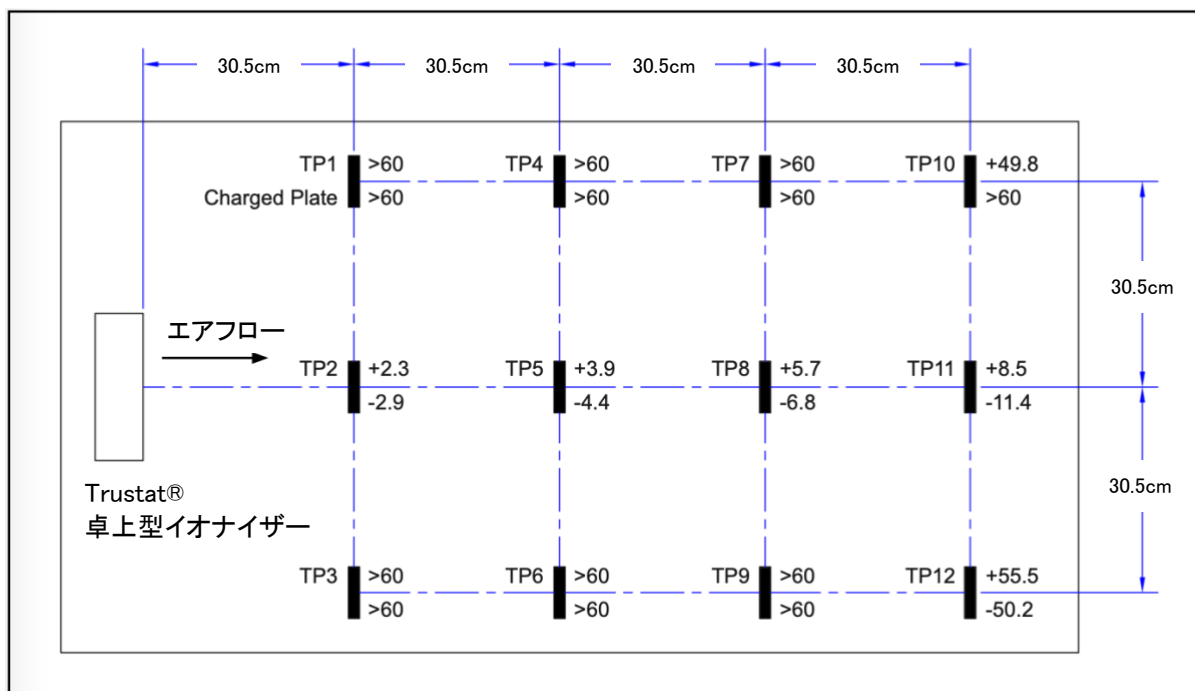 30.5cm 30.5cm 30.5cm 30.5cm
TP1 >60 TP4 >60 TP7 >60 TP10 +49.8
Charged Plate >60 >60 >60 >60
30.5cm
エアフロー
TP2 +2.3 TP5 +3.9 TP8 +5.7 TP11 +8.5
-2.9 -4.4 -6.8 -11.4
30.5cm
Trustat®
卓上型イオナイザー
TP3 >60 TP6 >60 TP9 >60 TP12 +55.5
>60 >60 >60 -50.2